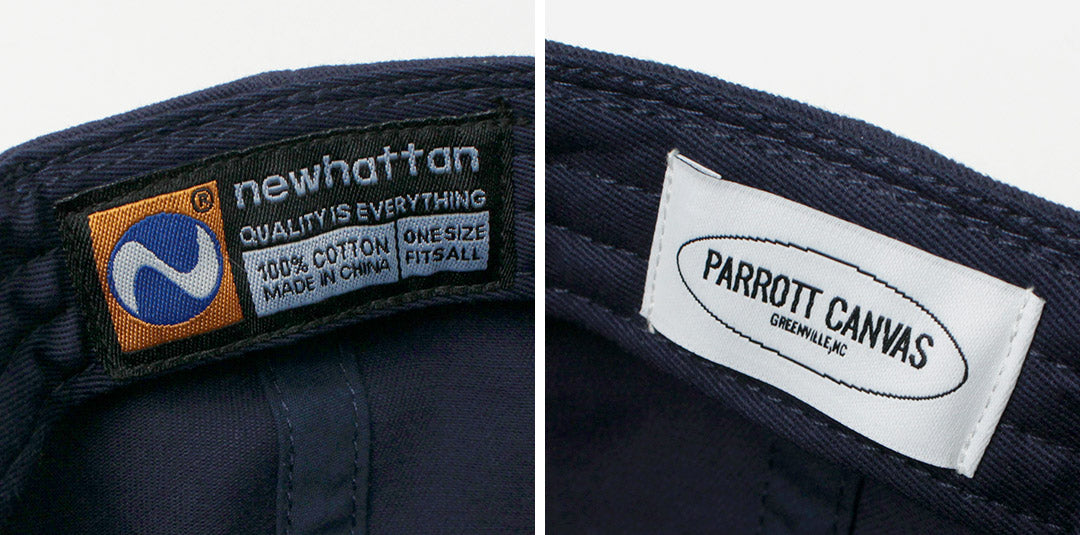 newhattan
®
QUALITY IS EVERYTHING
100% COTTON
MADE IN CHINA
ONE SIZE
FITS ALL
PARROTT CANVAS
GREENVILLE,NC